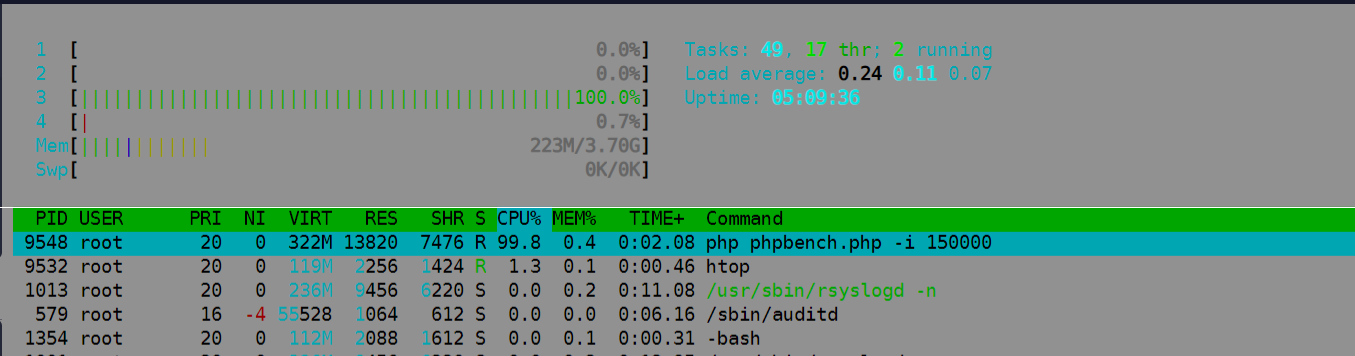 1 [ 0.0%] Tasks: 49, 17 thr; 2 running
2 [ 0.0%] Load average: 0.24 0.11 0.07
3 [||||||||||||||||||||||||||||||||||||||||||||||100.0%] Uptime: 05:09:36
4 [| 0.7%]
Mem[|||||||||||| 223M/3.70G]
Swp[ 0K/0K]
PID USER PRI NI VIRT RES SHR S CPU% MEM% TIME+ Command
9548 root 20 0 322M 13820 7476 R 99.8 0.4 0:02.08 php phpbench.php -i 150000
9532 root 20 0 119M 2256 1424 R 1.3 0.1 0:00.46 htop
1013 root 20 0 236M 9456 6220 S 0.0 0.2 0:11.08 /usr/sbin/rsyslogd -n
579 root 16 -4 55528 1064 612 S 0.0 0.0 0:06.16 /sbin/auditd
1354 root 20 0 112M 2088 1612 S 0.0 0.1 0:00.31 -bash